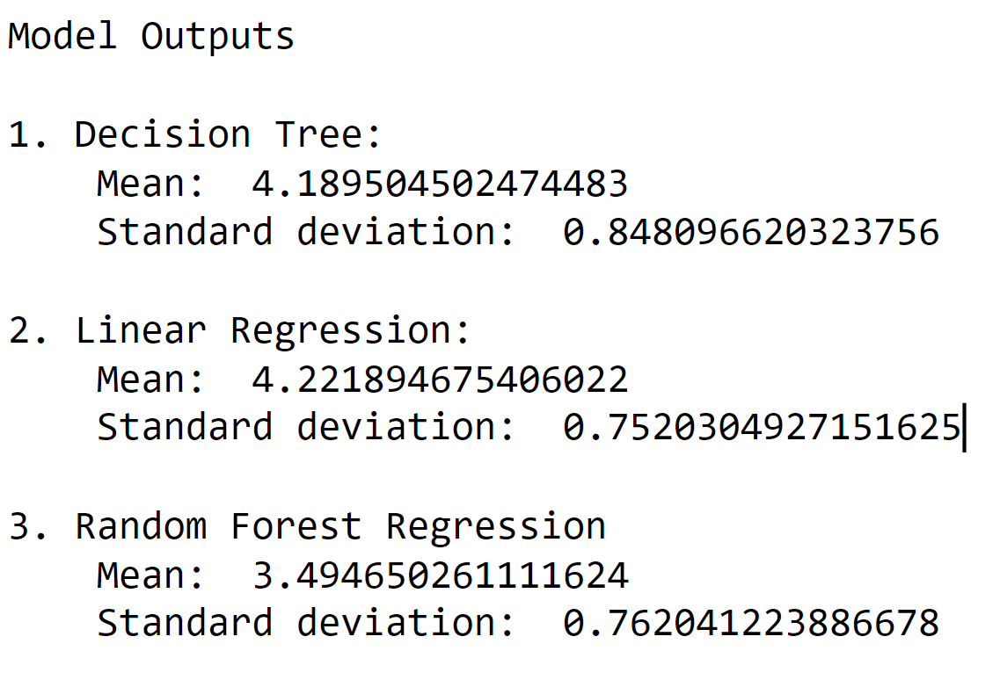 Model Outputs
1. Decision Tree:
Mean:  4.189504502474483
Standard deviation:  0.848096620323756
2. Linear Regression:
Mean:  4.221894675406022
Standard deviation:  0.7520304927151625
3. Random Forest Regression
Mean:  3.494650261111624
Standard deviation:  0.762041223886678